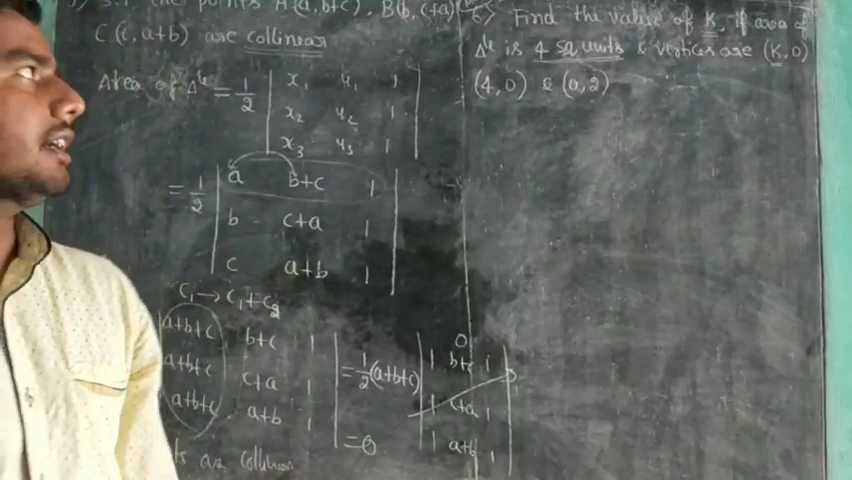 S.T the points A(a,b+c), B(b,c+a)
C(c,a+b) are collinear
Area of Δle = 1/2 | x1 y1 1
x2 y2 1
x3 y3 1 |
= 1/2 | a b+c 1
b c+a 1
c a+b 1 |
C1 → C1+C2
a+b+c b+c 1
a+b+c c+a 1
a+b+c a+b 1 |
= 1/2 (a+b+c) | 1 b+c 1
1 c+a 1
1 a+b 1 |
= 0
collinear
6) Find the value of K, if area of
Δle is 4 sq units & vertices are (K,0)
(4,0) & (0,2)